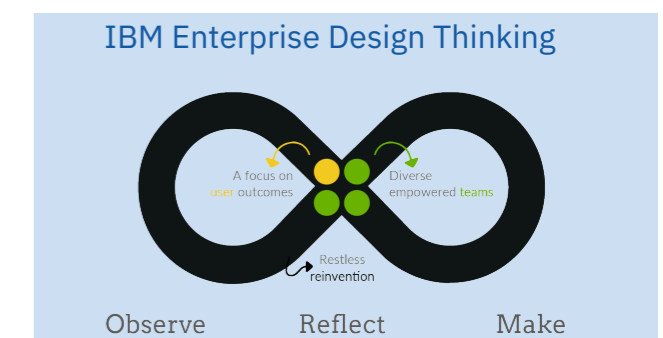 IBM Enterprise Design Thinking
A focus on
user outcomes
Diverse
empowered teams
Restless
reinvention
Observe
Reflect
Make